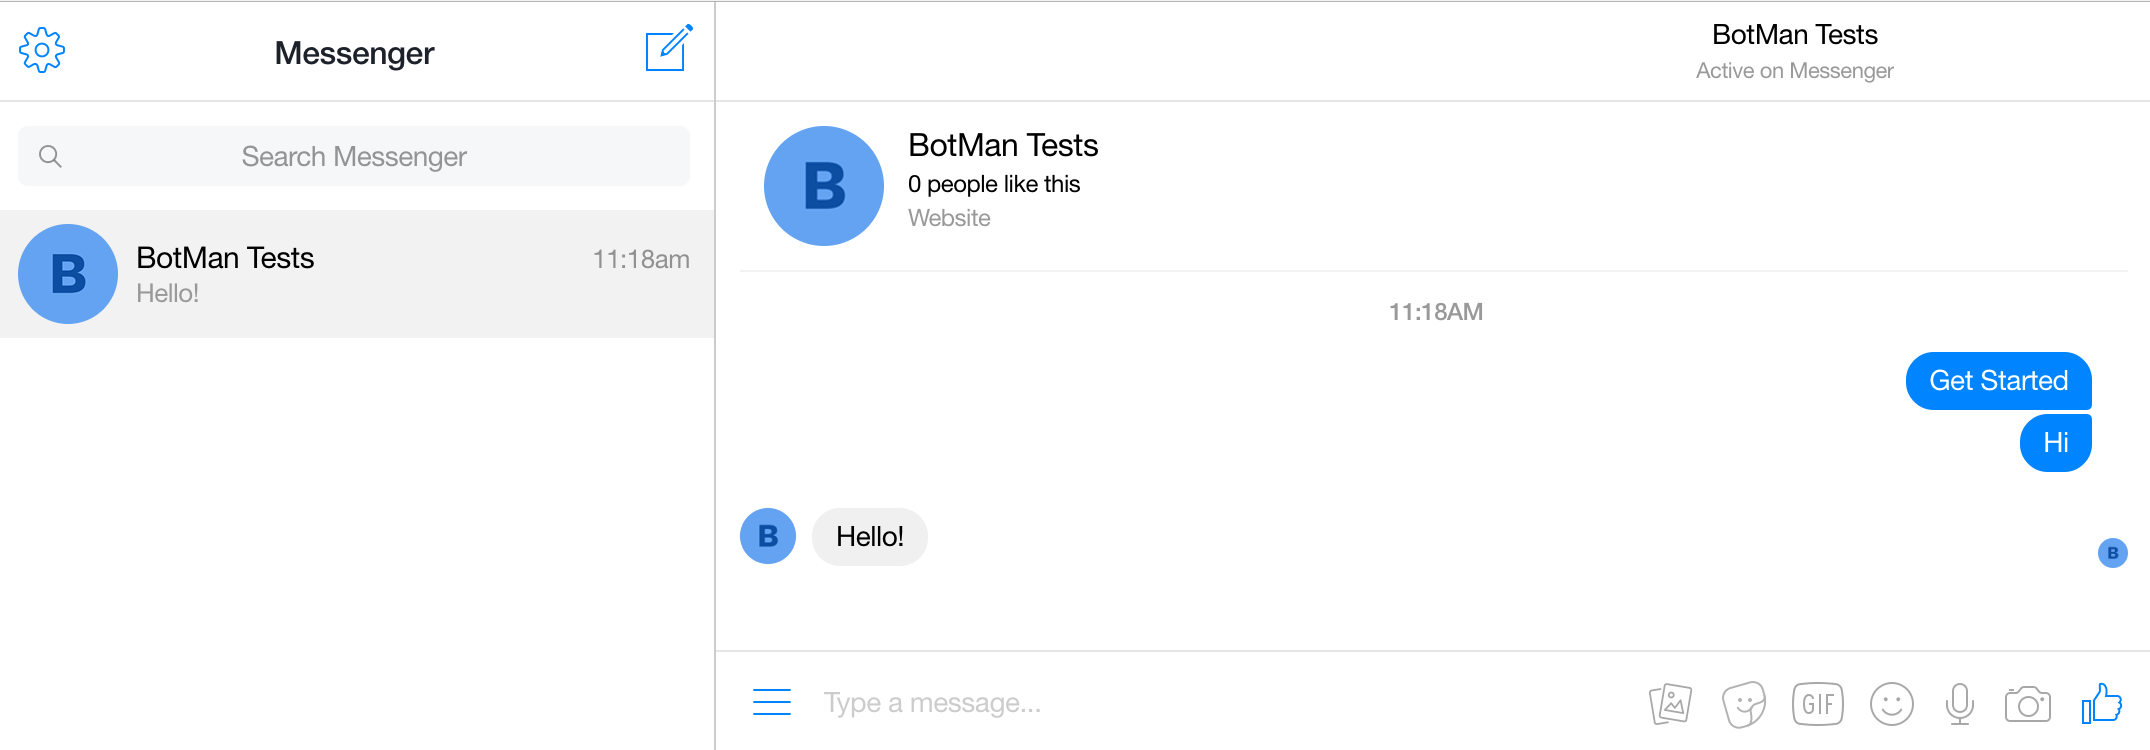 Messenger
Search Messenger
B
BotMan Tests
11:18am
Hello!
BotMan Tests
Active on Messenger
B
BotMan Tests
0 people like this
Website
11:18AM
Get Started
Hi
B
Hello!
B
Type a message...
GIF